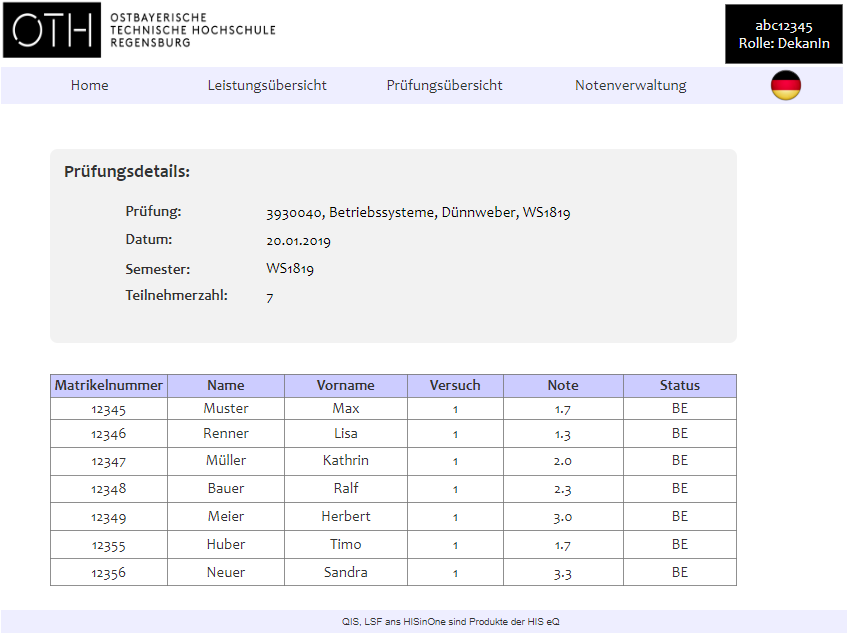 OTH
OSTBAYERISCHE
TECHNISCHE HOCHSCHULE
REGENSBURG
abc12345
Rolle: DekanIn
Home Leistungsübersicht Prüfungsübersicht Notenverwaltung
Prüfungsdetails:
Prüfung: 3930040, Betriebssysteme, Dünnweber, WS1819
Datum: 20.01.2019
Semester: WS1819
Teilnehmerzahl: 7
Matrikelnummer Name Vorname Versuch Note Status
12345 Muster Max 1 1.7 BE
12346 Renner Lisa 1 1.3 BE
12347 Müller Kathrin 1 2.0 BE
12348 Bauer Ralf 1 2.3 BE
12349 Meier Herbert 1 3.0 BE
12355 Huber Timo 1 1.7 BE
12356 Neuer Sandra 1 3.3 BE
QIS, LSF ans HISinOne sind Produkte der HIS eQ